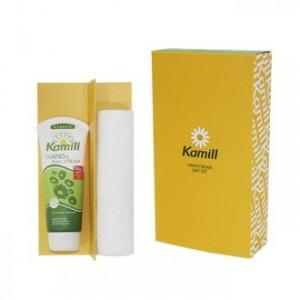 CLASSIC
Kamill
HAND &
NAIL CREAM
Kamill
HAND CREAM
GIFT SET